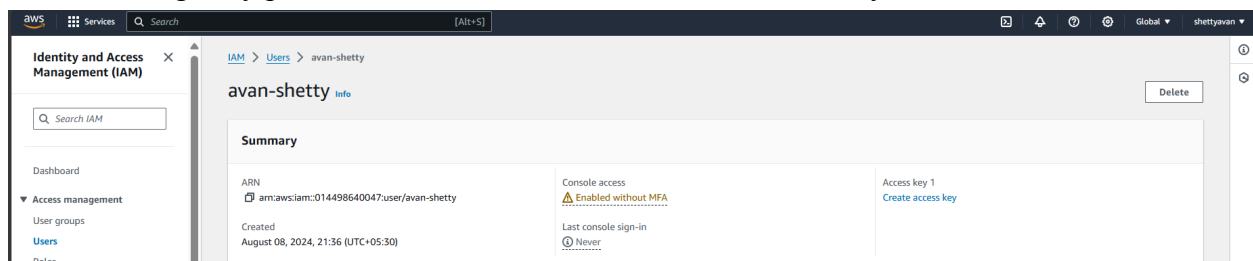 aws Services Search [Alt+S] Global shettyavan
Identity and Access Management (IAM)
Search IAM
Dashboard
Access management
User groups
Users
IAM > Users > avan-shetty
avan-shetty Info
Delete
Summary
ARN
arn:aws:iam::014498640047:user/avan-shetty
Created
August 08, 2024, 21:36 (UTC+05:30)
Console access
Enabled without MFA
Last console sign-in
Never
Access key 1
Create access key